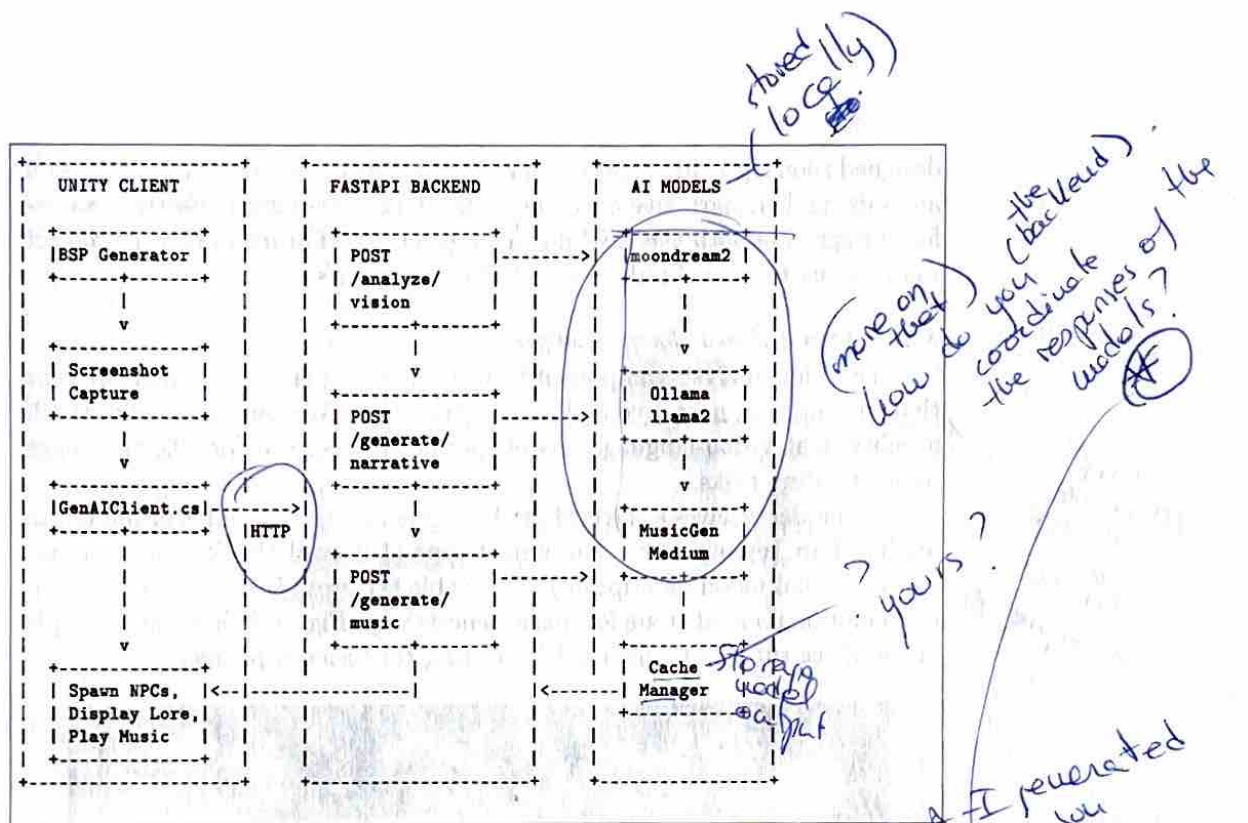 (stored
locally)
UNITY CLIENT
BSP Generator
Screenshot
Capture
GenAIClient.cs
HTTP
Spawn NPCs,
Display Lore,
Play Music
FASTAPI BACKEND
POST
/analyze/
vision
POST
/generate/
narrative
POST
/generate/
music
AI MODELS
moondream2
Ollama
llama2
MusicGen
Medium
Cache
Manager
storing
model
output
? yours?
(more on
that)
how do you (the backend)
coordinate
the responses of the
models?
generated